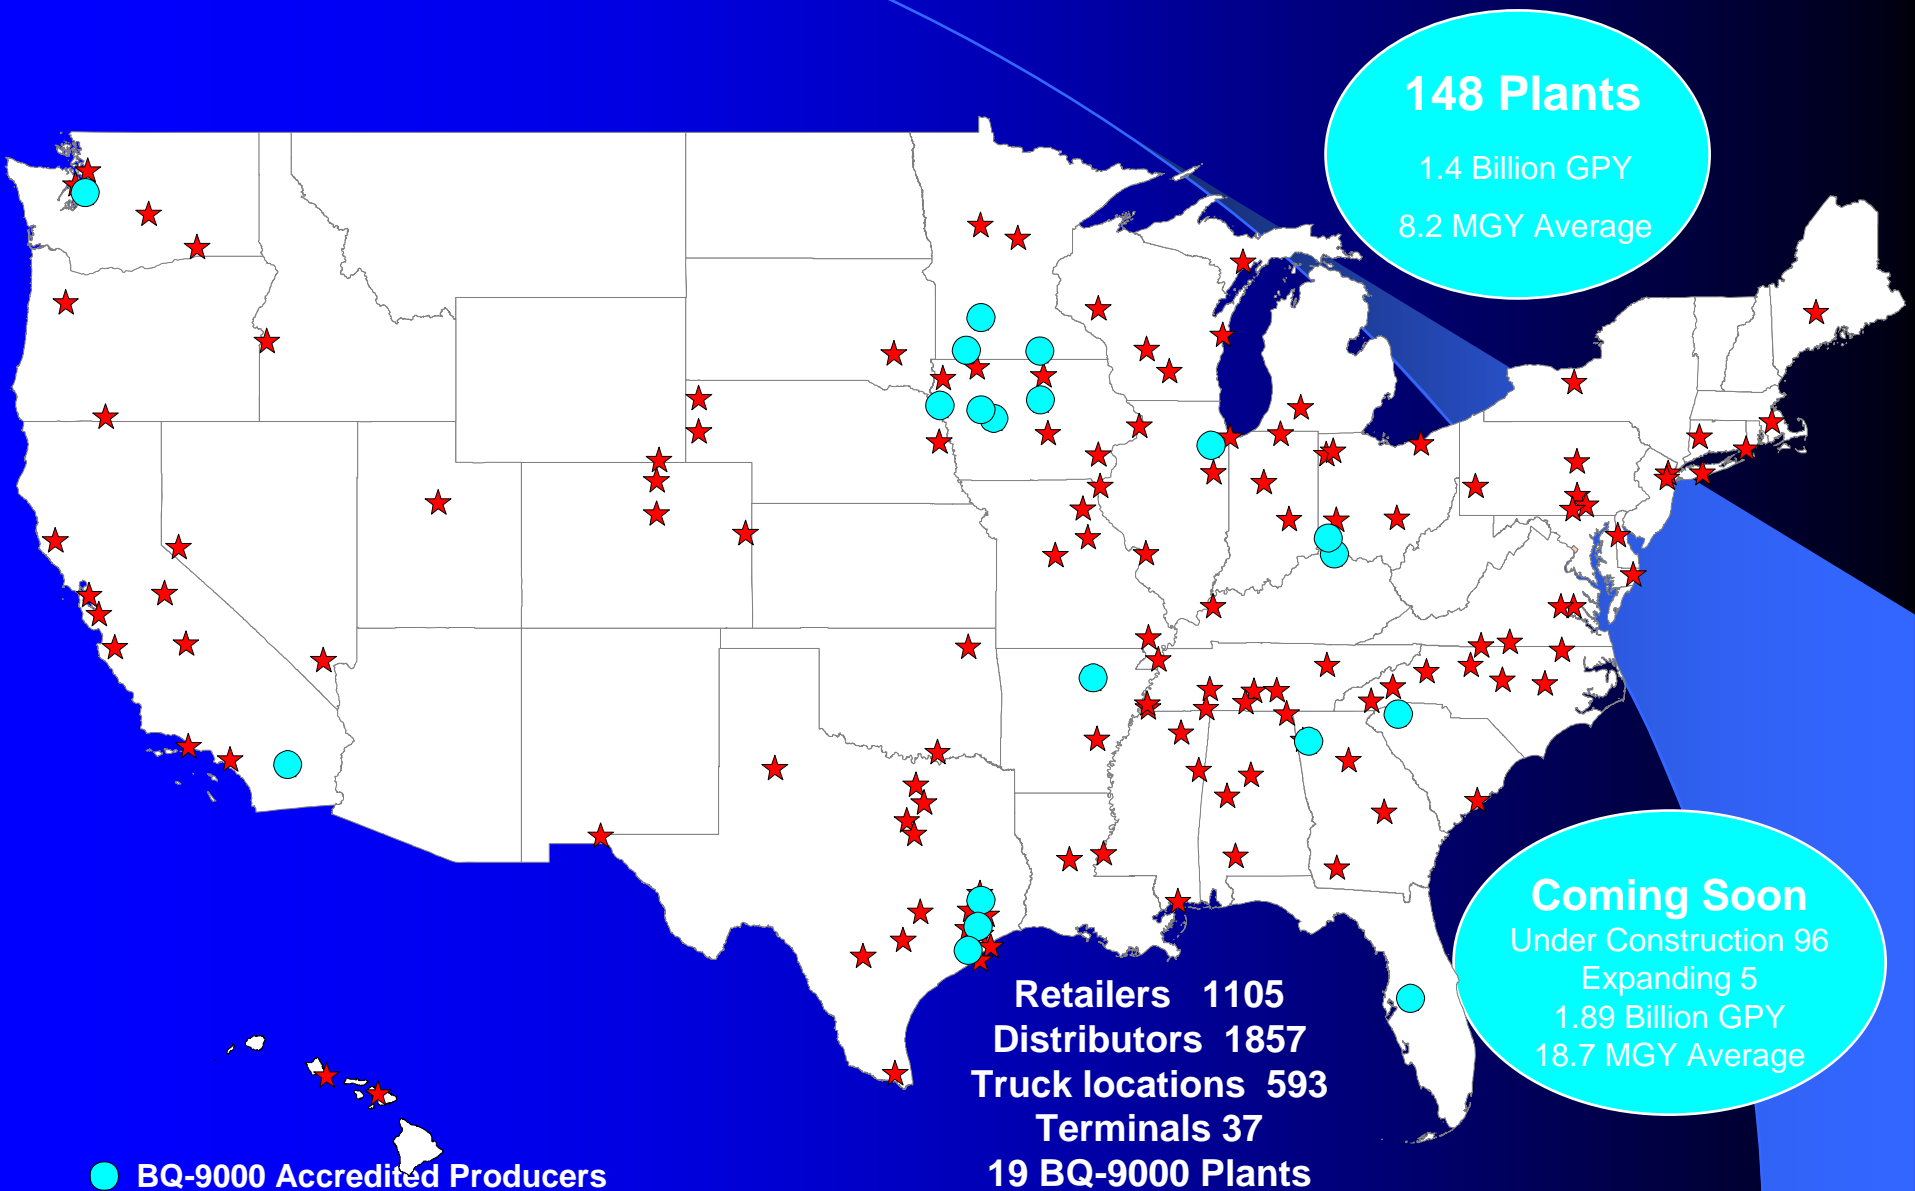 148 Plants
1.4 Billion GPY
8.2 MGY Average
Coming Soon
Under Construction 96
Expanding 5
1.89 Billion GPY
18.7 MGY Average
Retailers 1105
Distributors 1857
Truck locations 593
Terminals 37
19 BQ-9000 Plants
BQ-9000 Accredited Producers